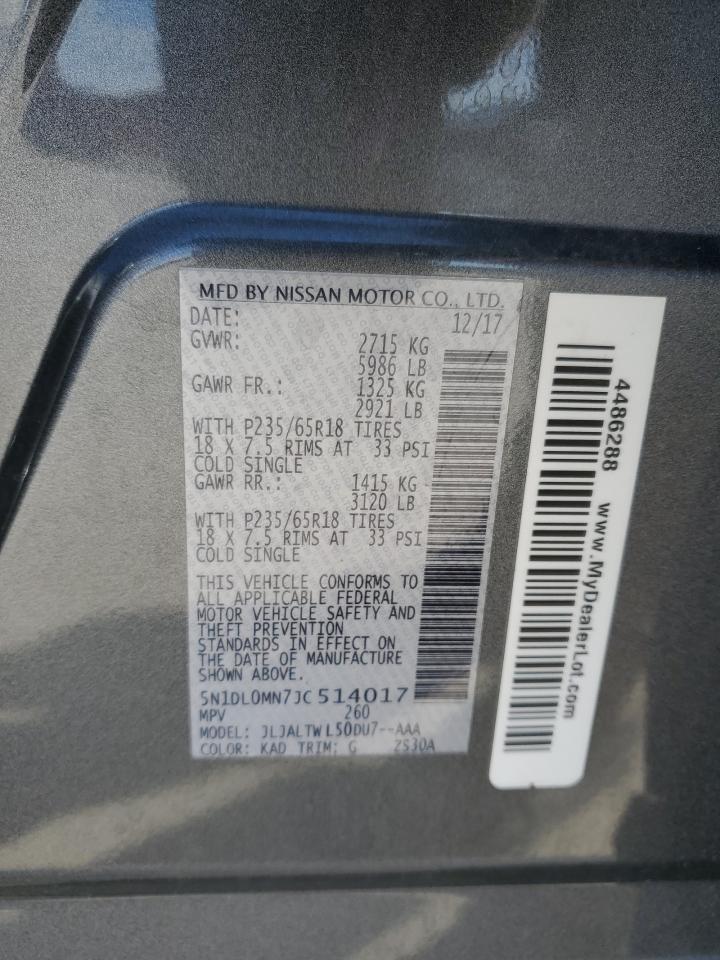 MFD BY NISSAN MOTOR CO., LTD.
DATE: 12/17
GVWR: 2715 KG
5986 LB
GAWR FR.: 1325 KG
2921 LB
WITH P235/65R18 TIRES
18 X 7.5 RIMS AT 33 PSI
COLD SINGLE
GAWR RR.: 1415 KG
3120 LB
WITH P235/65R18 TIRES
18 X 7.5 RIMS AT 33 PSI
COLD SINGLE
THIS VEHICLE CONFORMS TO
ALL APPLICABLE FEDERAL
MOTOR VEHICLE SAFETY AND
THEFT PREVENTION
STANDARDS IN EFFECT ON
THE DATE OF MANUFACTURE
SHOWN ABOVE.
5N1DL0MN7JC514017
MPV 260
MODEL: JLJALTWL50DU7--AAA
COLOR: KAD TRIM: G ZS30A
4486288 www.MyDealerLot.com